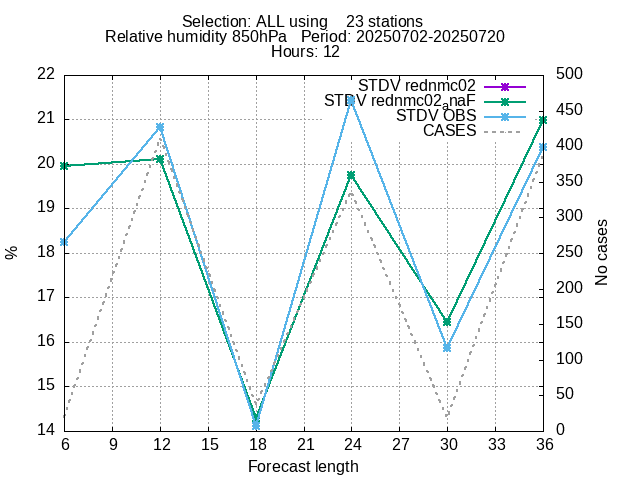 Selection: ALL using    23 stations
Relative humidity 850hPa   Period: 20250702-20250720
Hours: 12
STDV rednmc02
STDV rednmc02ₐnaF
STDV OBS
CASES
22
21
20
19
18
17
16
15
14
500
450
400
350
300
250
200
150
100
50
0
%
No cases
6 9 12 15 18 21 24 27 30 33 36
Forecast length